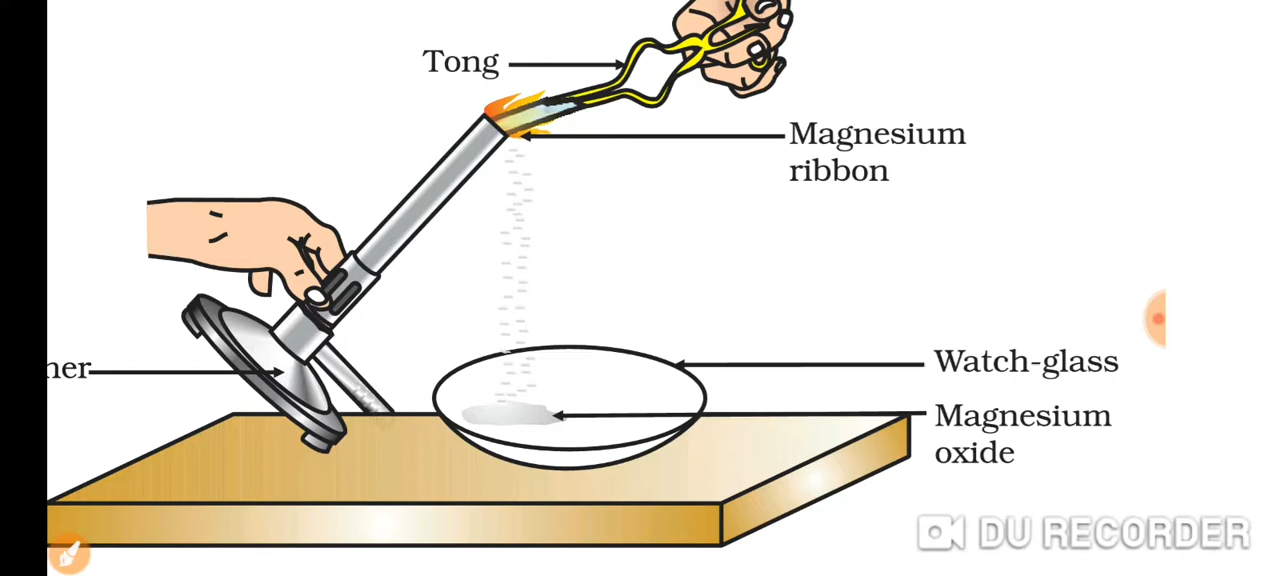 Tong
Magnesium
ribbon
ner
Watch-glass
Magnesium
oxide
DU RECORDER